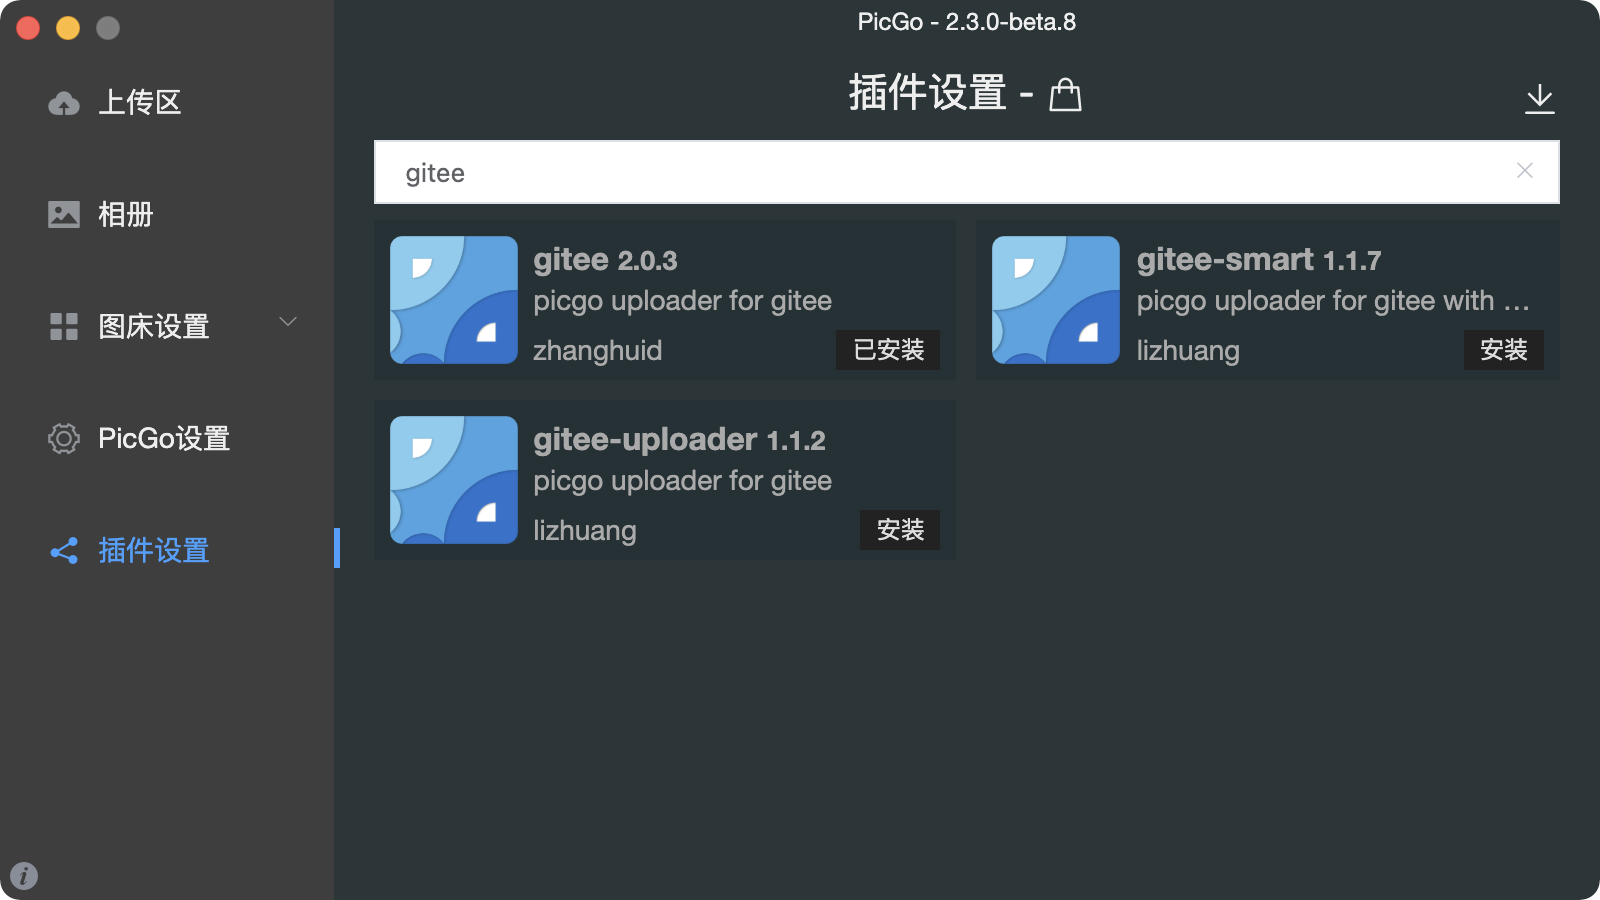 PicGo - 2.3.0-beta.8
上传区
相册
图床设置
PicGo设置
插件设置
插件设置 -
gitee
gitee 2.0.3
picgo uploader for gitee
zhanghuid
已安装
gitee-smart 1.1.7
picgo uploader for gitee with ...
lizhuang
安装
gitee-uploader 1.1.2
picgo uploader for gitee
lizhuang
安装